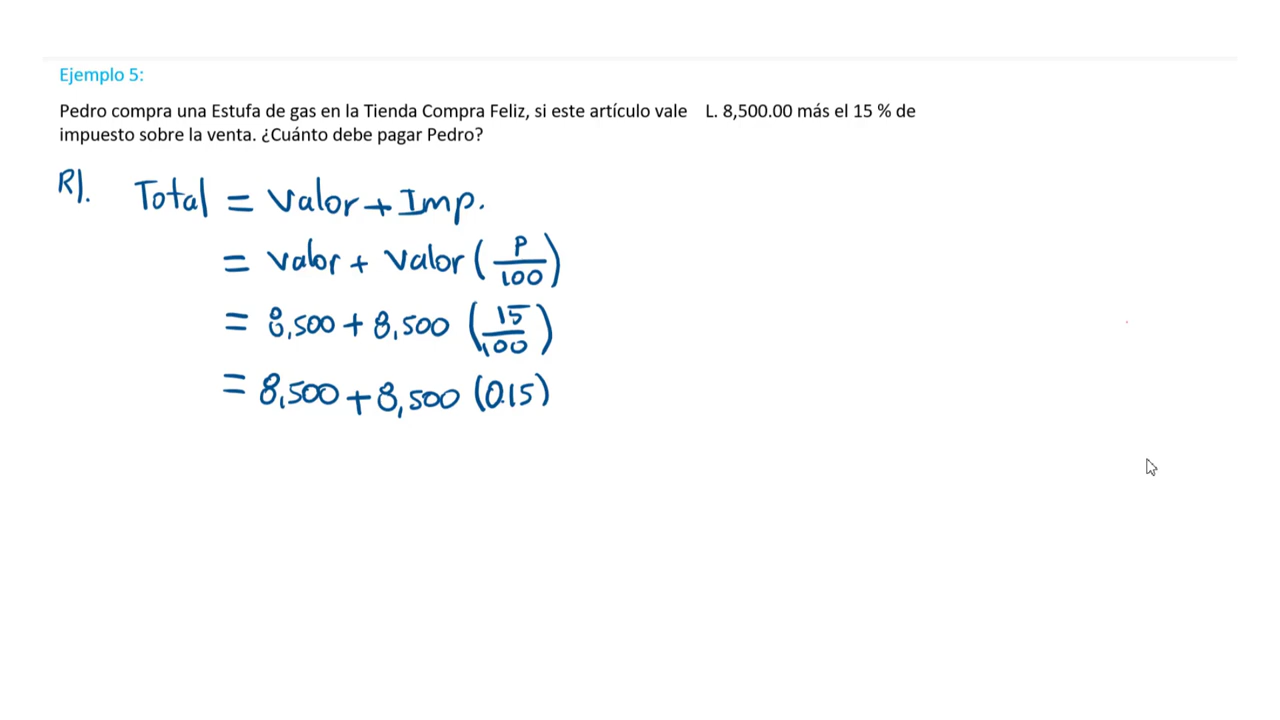 Ejemplo 5:
Pedro compra una Estufa de gas en la Tienda Compra Feliz, si este artículo vale L. 8,500.00 más el 15 % de
impuesto sobre la venta. ¿Cuánto debe pagar Pedro?
R). Total = Valor + Imp.
= Valor + Valor (P/100)
= 8,500 + 8,500 (15/100)
= 8,500 + 8,500 (0.15)